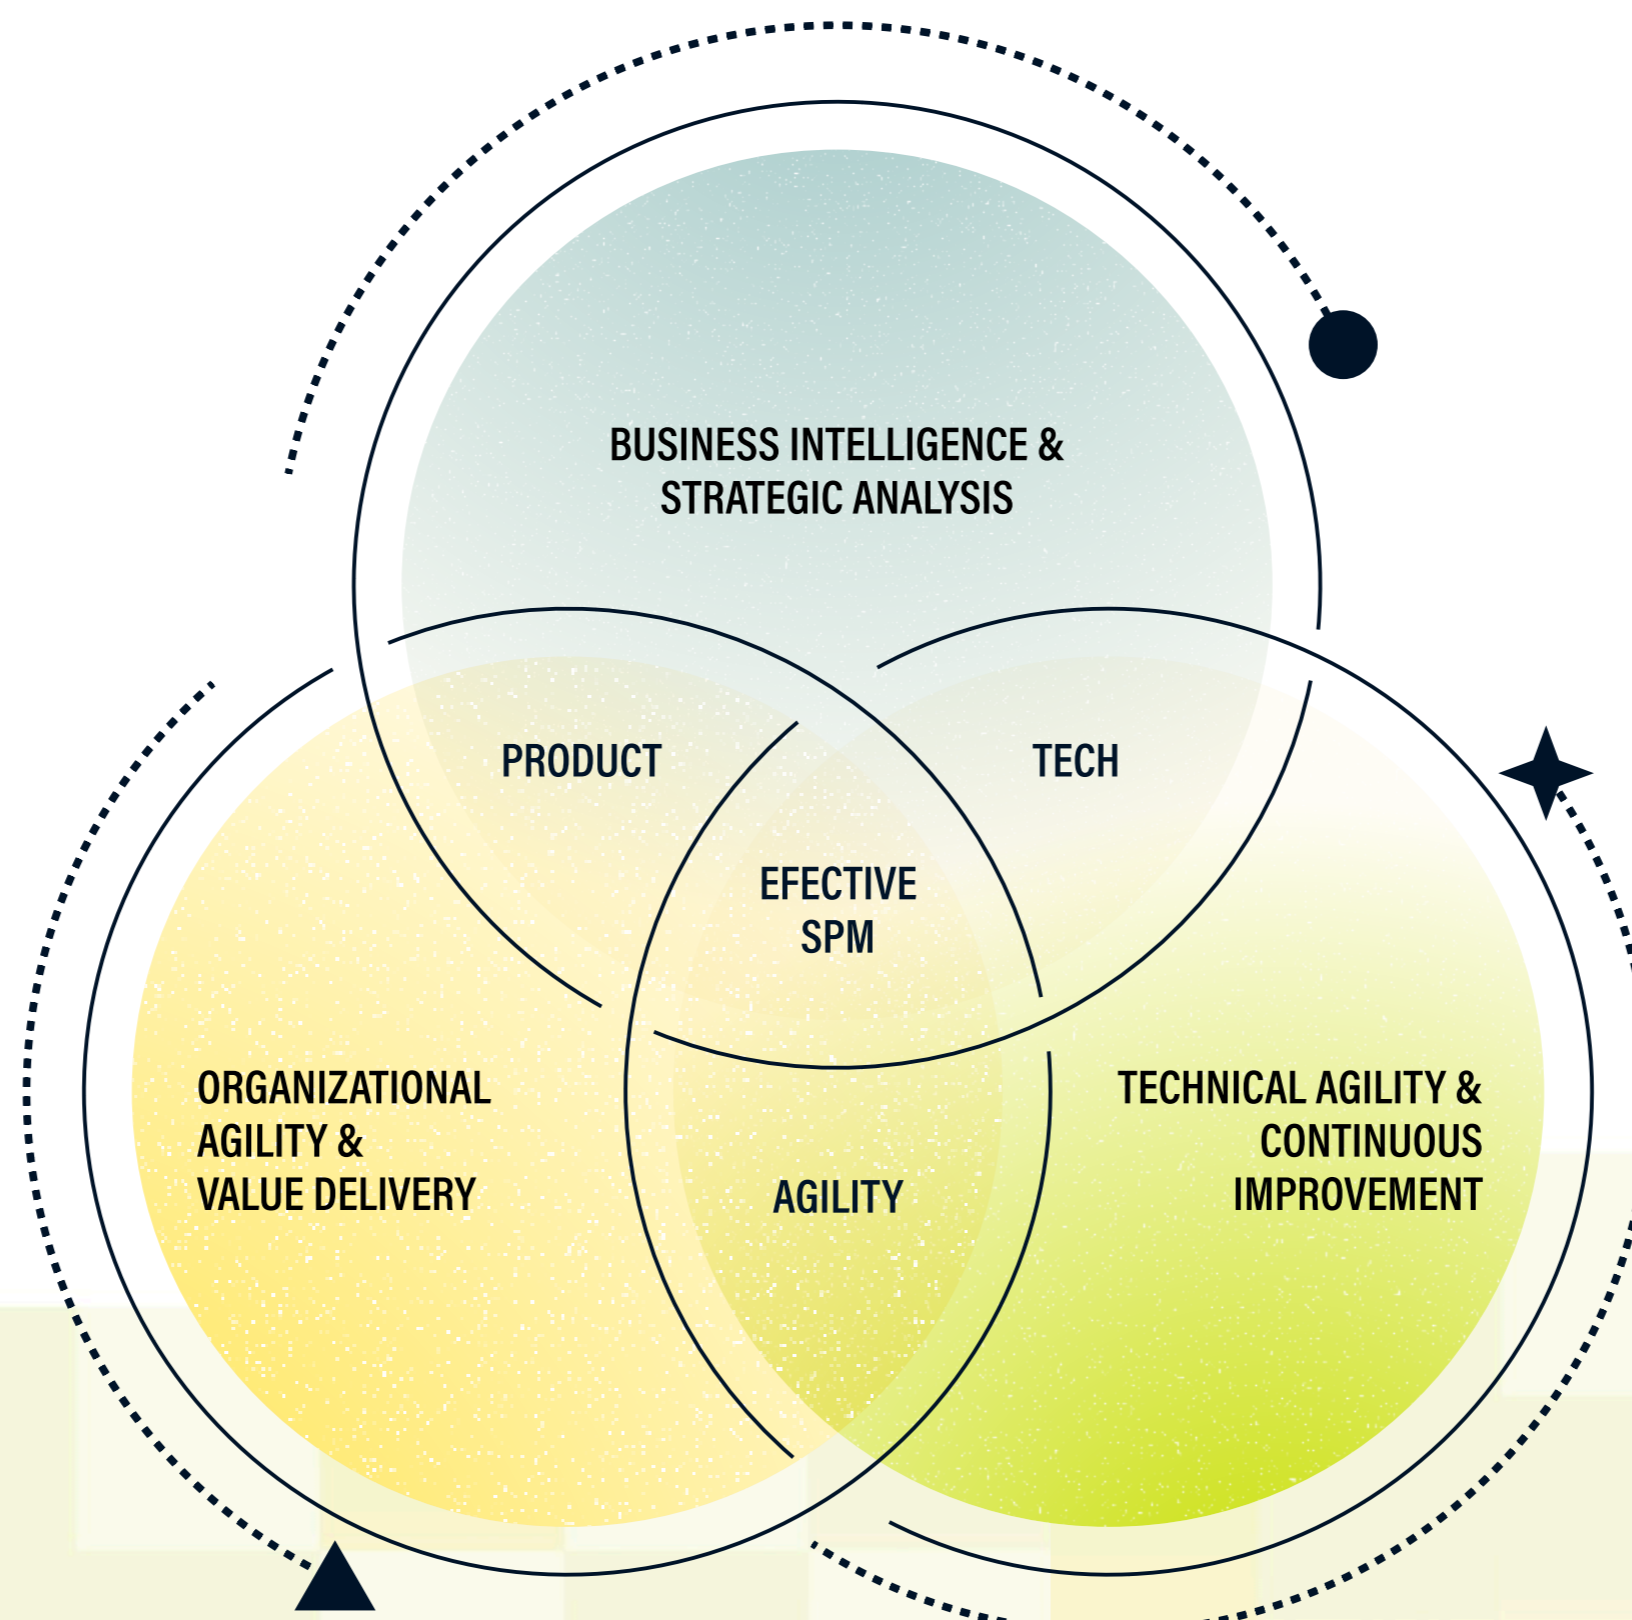 BUSINESS INTELLIGENCE &
STRATEGIC ANALYSIS
PRODUCT
TECH
EFECTIVE
SPM
ORGANIZATIONAL
AGILITY &
VALUE DELIVERY
TECHNICAL AGILITY &
CONTINUOUS
IMPROVEMENT
AGILITY